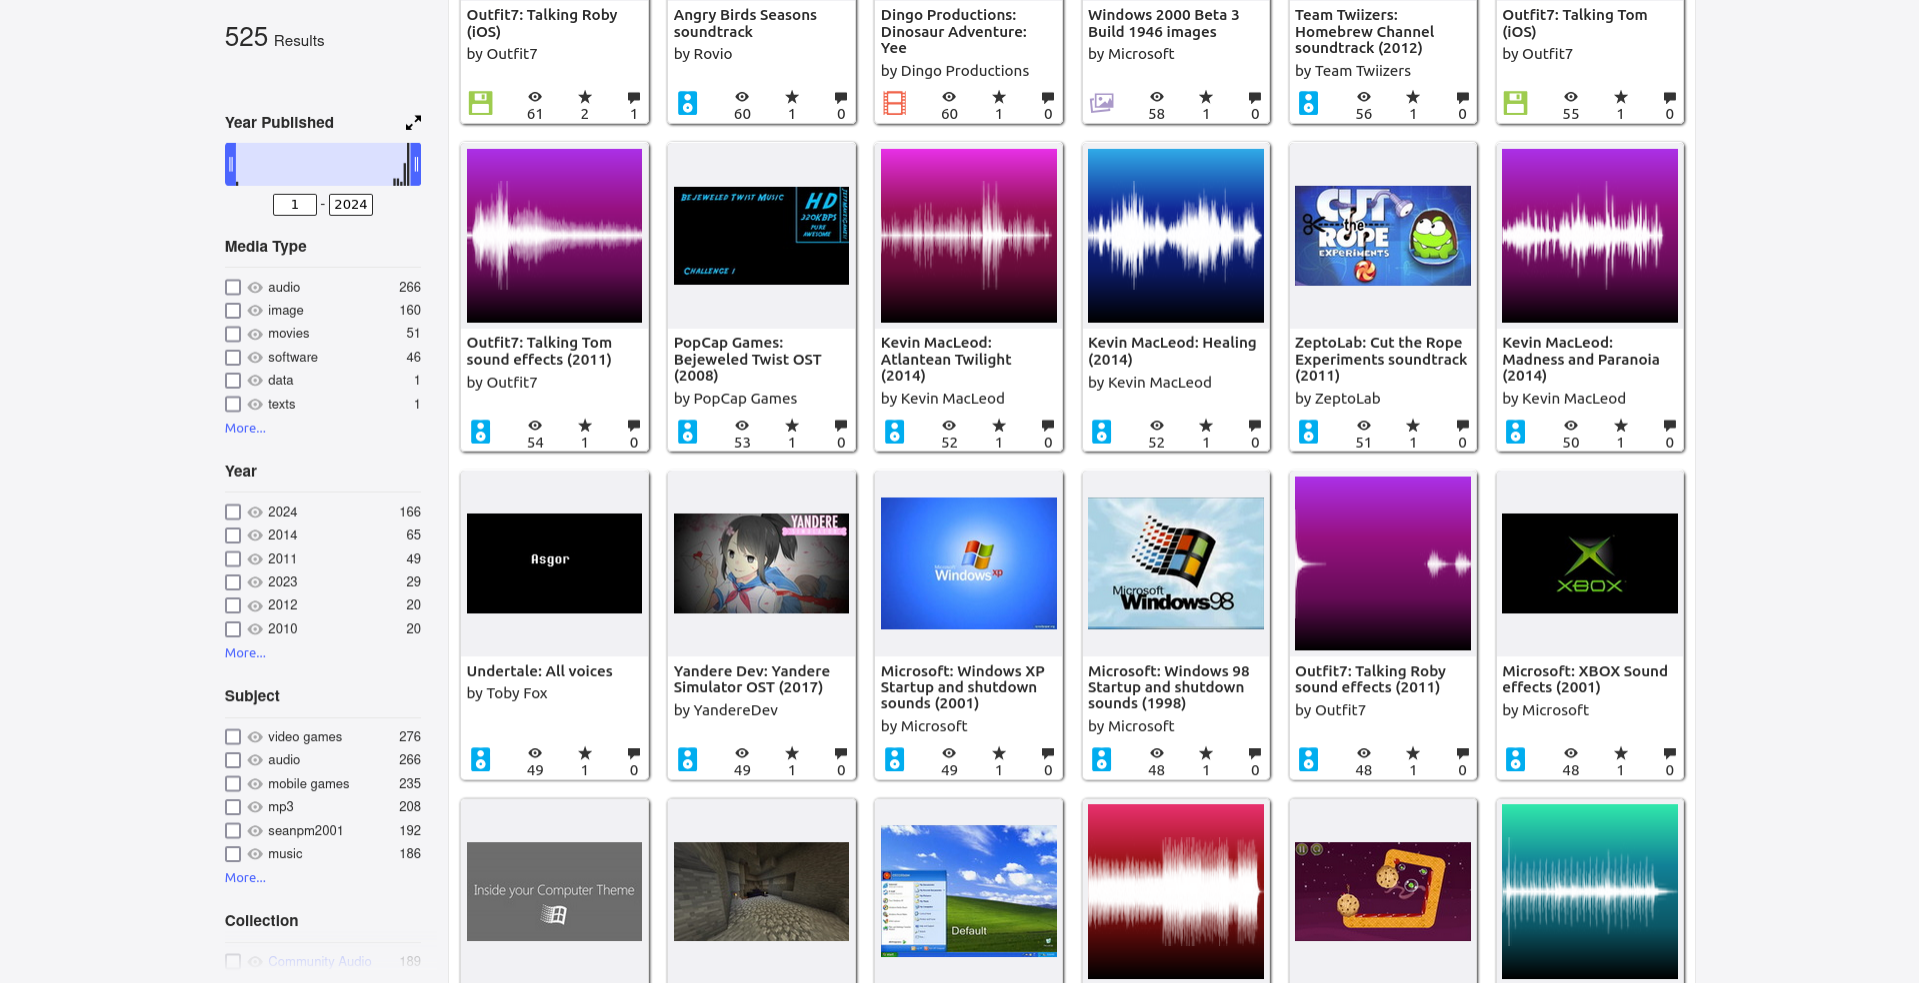 525 Results
Year Published
1 - 2024
Media Type
audio 266
image 160
movies 51
software 46
data 1
texts 1
More...
Year
2024 166
2014 65
2011 49
2023 29
2012 20
2010 20
More...
Subject
video games 276
audio 266
mobile games 235
mp3 208
seanpm2001 192
music 186
More...
Collection
Community Audio 189
Outfit7: Talking Roby
(iOS)
by Outfit7
61 2 1
Angry Birds Seasons
soundtrack
by Rovio
60 1 0
Dingo Productions:
Dinosaur Adventure:
Yee
by Dingo Productions
60 1 0
Windows 2000 Beta 3
Build 1946 images
by Microsoft
58 1 0
Team Twiizers:
Homebrew Channel
soundtrack (2012)
by Team Twiizers
56 1 0
Outfit7: Talking Tom
(iOS)
by Outfit7
55 1 0
Outfit7: Talking Tom
sound effects (2011)
by Outfit7
54 1 0
Bejeweled Twist Music
HD
320KBPS
PURE
AWESOME
Challenge 1
PopCap Games:
Bejeweled Twist OST
(2008)
by PopCap Games
53 1 0
Kevin MacLeod:
Atlantean Twilight
(2014)
by Kevin MacLeod
52 1 0
Kevin MacLeod: Healing
(2014)
by Kevin MacLeod
52 1 0
CUT
the
ROPE
EXPERIMENTS
ZeptoLab: Cut the Rope
Experiments soundtrack
(2011)
by ZeptoLab
51 1 0
Kevin MacLeod:
Madness and Paranoia
(2014)
by Kevin MacLeod
50 1 0
Asgor
Undertale: All voices
by Toby Fox
49 1 0
YANDERE
Yandere Dev: Yandere
Simulator OST (2017)
by YandereDev
49 1 0
Microsoft
Windows xp
Microsoft: Windows XP
Startup and shutdown
sounds (2001)
by Microsoft
49 1 0
Microsoft
Windows98
Microsoft: Windows 98
Startup and shutdown
sounds (1998)
by Microsoft
48 1 0
Outfit7: Talking Roby
sound effects (2011)
by Outfit7
48 1 0
XBOX
Microsoft: XBOX Sound
effects (2001)
by Microsoft
48 1 0
Inside your Computer Theme
Default